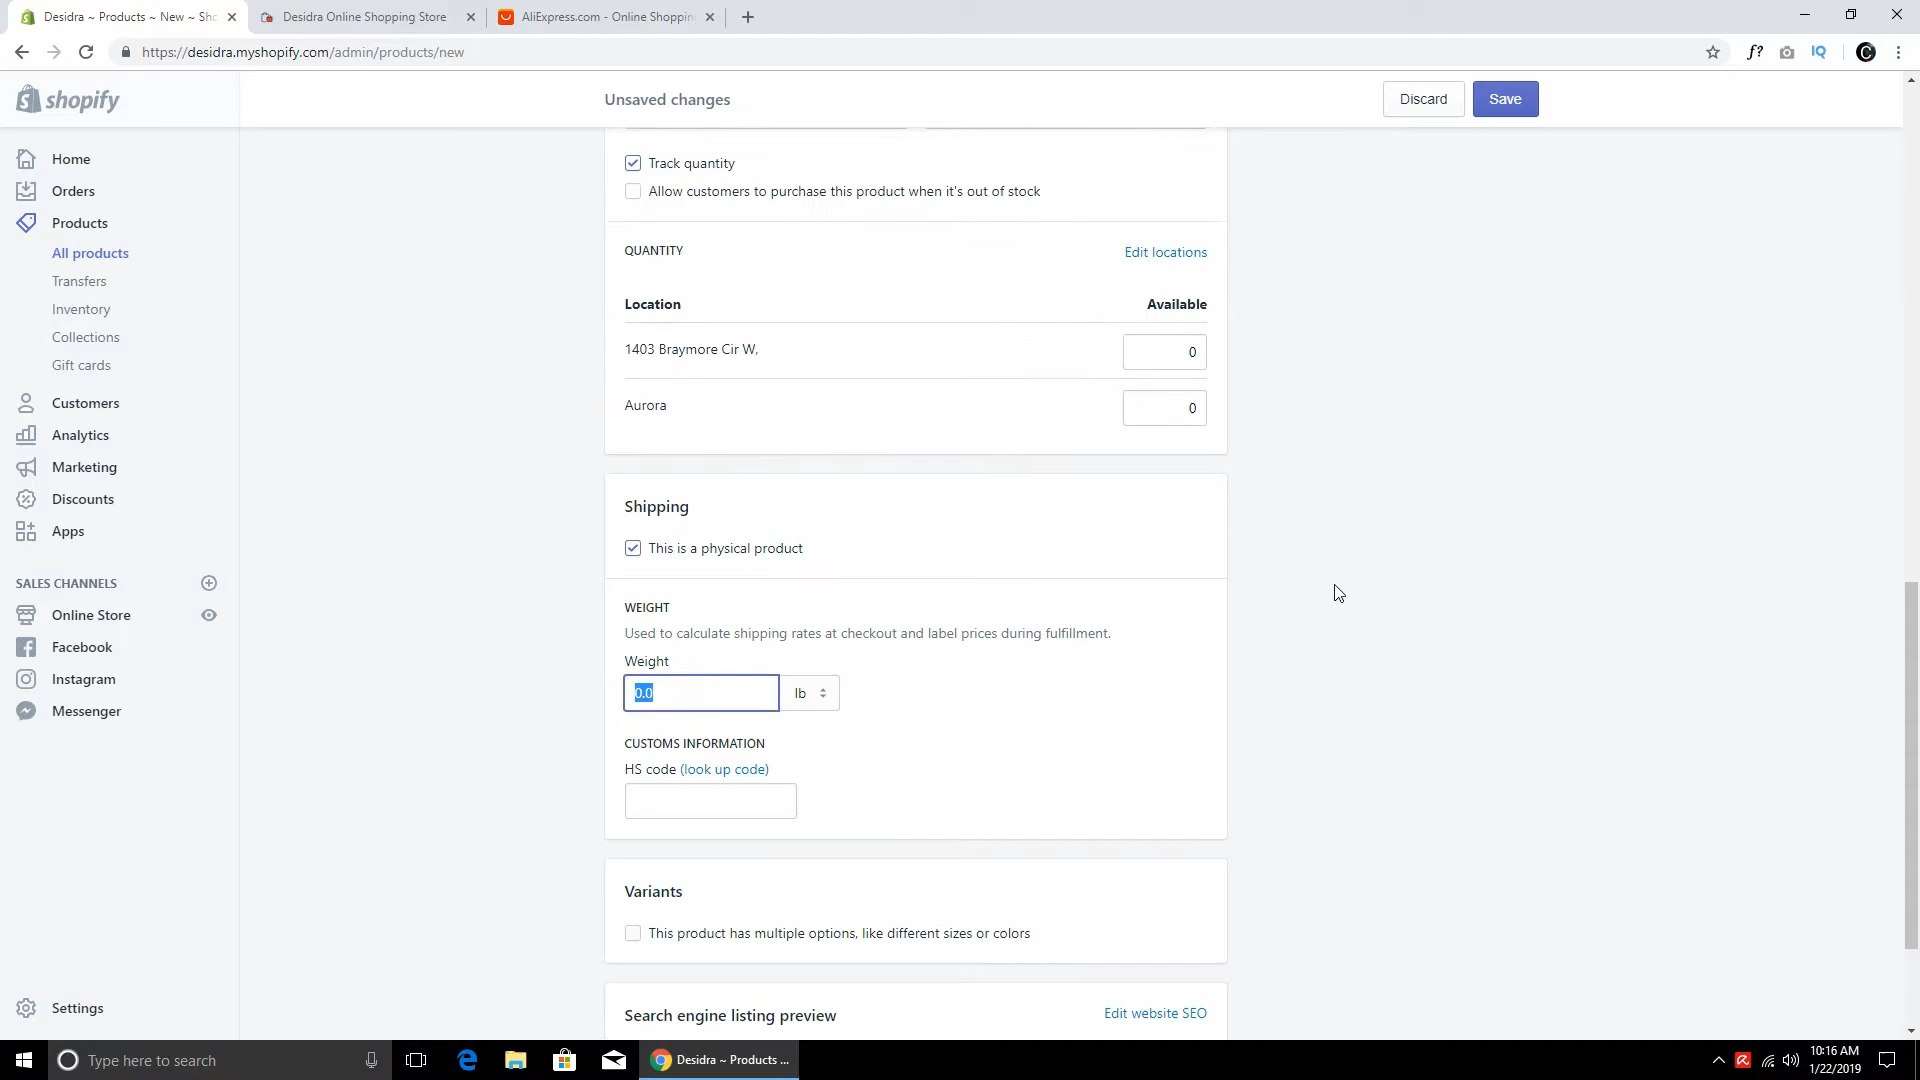 Desidra ~ Products ~ New ~ Sho
Desidra Online Shopping Store
AliExpress.com - Online Shoppin
https://desidra.myshopify.com/admin/products/new
f?
IQ
C
shopify
Unsaved changes
Discard
Save
Home
Orders
Products
All products
Transfers
Inventory
Collections
Gift cards
Customers
Analytics
Marketing
Discounts
Apps
SALES CHANNELS
Online Store
Facebook
Instagram
Messenger
Settings
Track quantity
Allow customers to purchase this product when it's out of stock
QUANTITY
Edit locations
Location Available
1403 Braymore Cir W, 0
Aurora 0
Shipping
This is a physical product
WEIGHT
Used to calculate shipping rates at checkout and label prices during fulfillment.
Weight
0.0 lb
CUSTOMS INFORMATION
HS code (look up code)
Variants
This product has multiple options, like different sizes or colors
Search engine listing preview
Edit website SEO
Type here to search
Desidra ~ Products ...
10:16 AM
1/22/2019